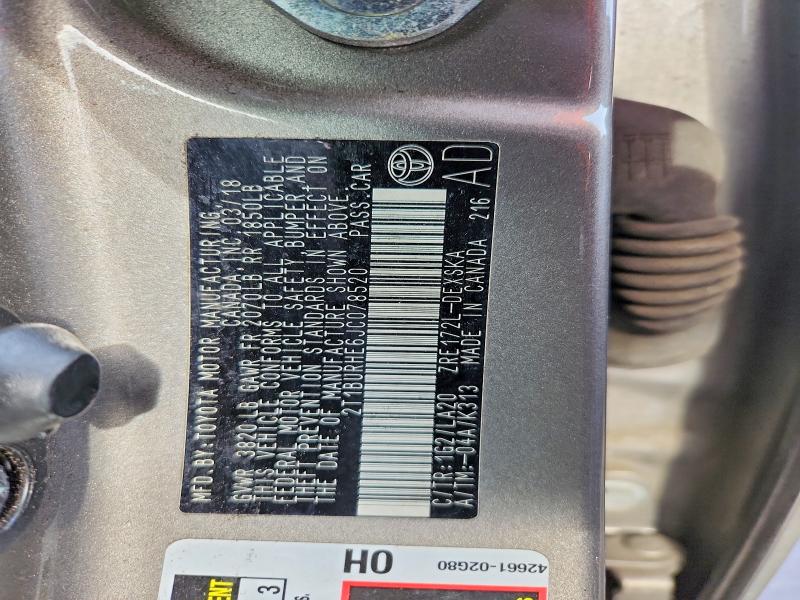 MFD.BY:TOYOTA MOTOR MANUFACTURING
CANADA, INC. 03/18
GVWR 3820 LB GAWR FR 2020LB RR 1850LB
THIS VEHICLE CONFORMS TO ALL APPLICABLE
FEDERAL MOTOR VEHICLE SAFETY, BUMPER, AND
THEFT PREVENTION STANDARDS IN EFFECT ON
THE DATE OF MANUFACTURE SHOWN ABOVE.
2T1BURHE6JC078520 PASS.CAR
C/TR:1G2/LA20 ZRE172L-DEXSKA
A/TM:-04A/K313 MADE IN CANADA 216 AD
0H
42661-02G80
3